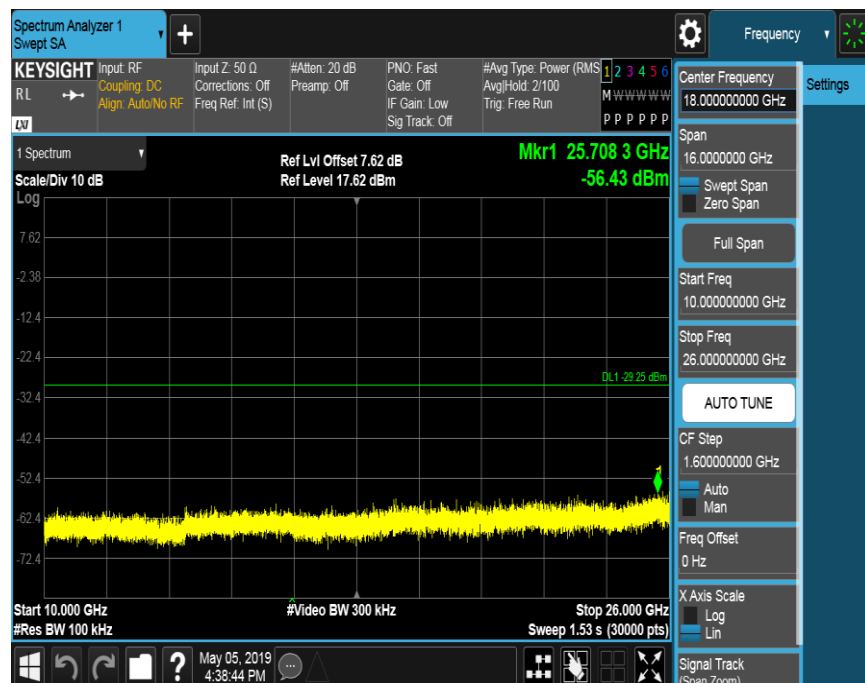 Spectrum Analyzer 1
Swept SA
+
Frequency
KEYSIGHT
RL
LXI
Input: RF
Coupling: DC
Align: Auto/No RF
Input Z: 50 Ω
Corrections: Off
Freq Ref: Int (S)
#Atten: 20 dB
Preamp: Off
PNO: Fast
Gate: Off
IF Gain: Low
Sig Track: Off
#Avg Type: Power (RMS
Avg|Hold: 2/100
Trig: Free Run
1 2 3 4 5 6
M W W W W W
P P P P P P
Center Frequency
18.000000000 GHz
Settings
Span
16.0000000 GHz
Swept Span
Zero Span
Full Span
Start Freq
10.000000000 GHz
Stop Freq
26.000000000 GHz
AUTO TUNE
CF Step
1.600000000 GHz
Auto
Man
Freq Offset
0 Hz
X Axis Scale
Log
Lin
Signal Track
(Span Zoom)
1 Spectrum
Scale/Div 10 dB
Log
Ref Lvl Offset 7.62 dB
Ref Level 17.62 dBm
Mkr1 25.708 3 GHz
-56.43 dBm
7.62
-2.38
-12.4
-22.4
DL1 -29.25 dBm
-32.4
-42.4
-52.4
1
-62.4
-72.4
Start 10.000 GHz
#Res BW 100 kHz
#Video BW 300 kHz
Stop 26.000 GHz
Sweep 1.53 s (30000 pts)
?
May 05, 2019
4:38:44 PM